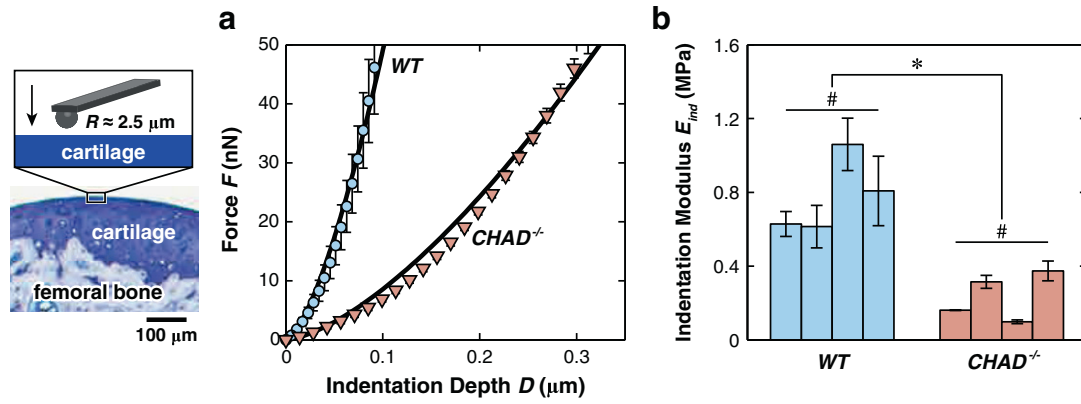 R ≈ 2.5 μm
cartilage
cartilage
femoral bone
100 μm
a
50
40
30
20
10
0
Force F (nN)
WT
CHAD-/-
0
0.1
0.2
0.3
Indentation Depth D (μm)
b
1.6
1.2
0.8
0.4
0
Indentation Modulus Eind (MPa)
*
#
#
WT
CHAD-/-